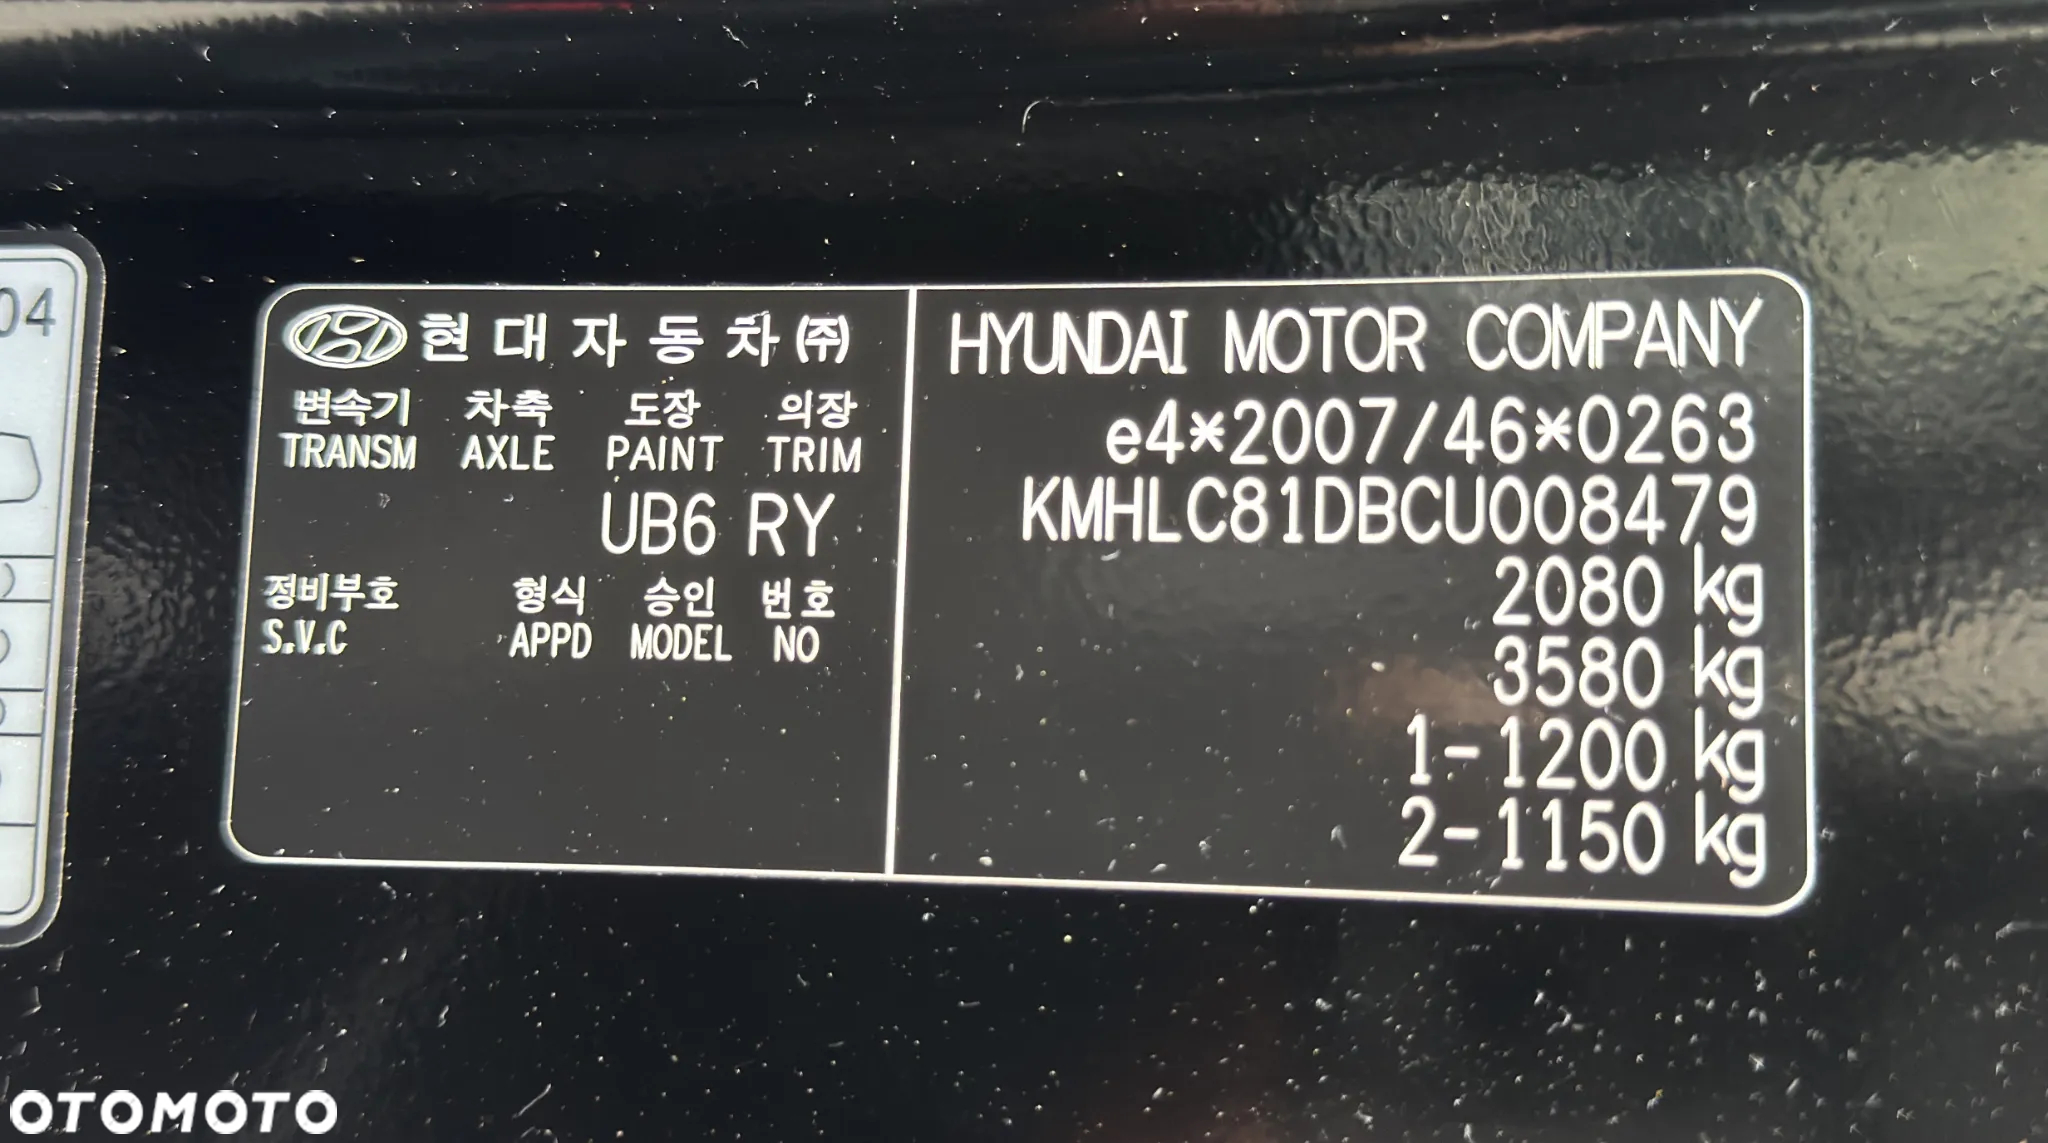 04
현대자동차㈜
변속기 차축 도장 의장
TRANSM AXLE PAINT TRIM
UB6 RY
정비부호 형식 승인 번호
S.V.C APPD MODEL NO
HYUNDAI MOTOR COMPANY
e4*2007/46*0263
KMHLC81DBCU008479
2080 kg
3580 kg
1-1200 kg
2-1150 kg
OTOMOTO